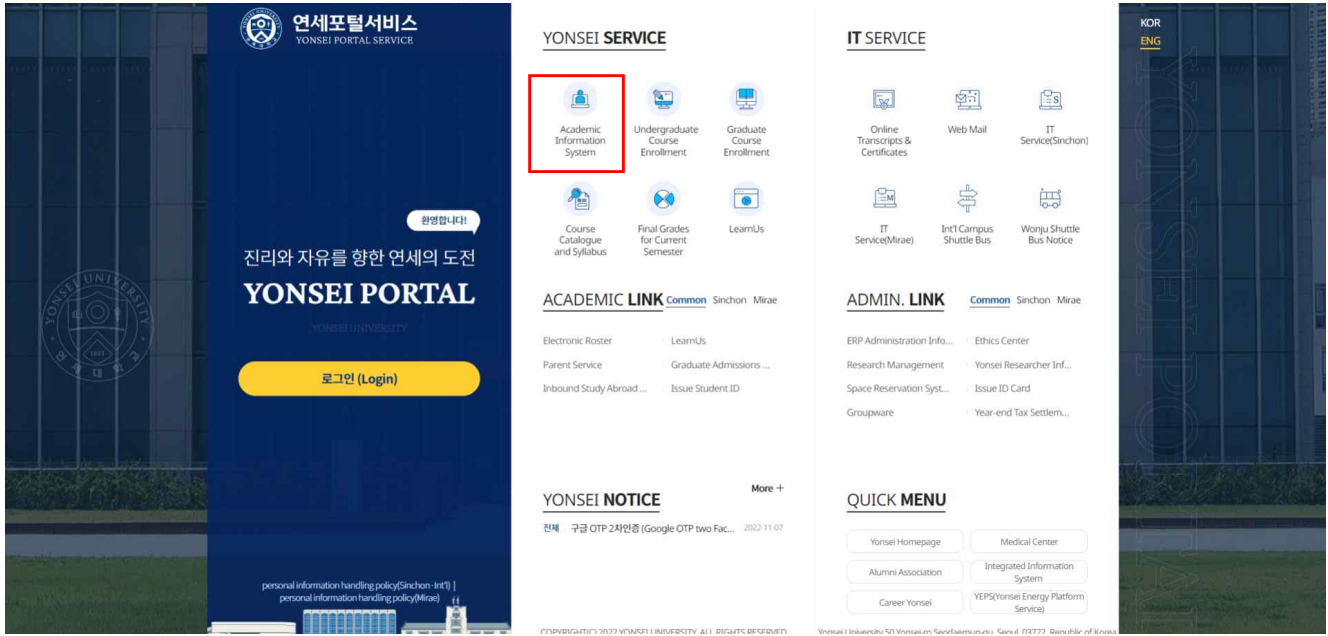 연세포털서비스
YONSEI PORTAL SERVICE
환영합니다!
진리와 자유를 향한 연세의 도전
YONSEI PORTAL
YONSEI UNIVERSITY
로그인 (Login)
personal information handling policy(Sinchon·Int'l) |
personal information handling policy(Mirae)
YONSEI SERVICE
Academic
Information
System
Undergraduate
Course
Enrollment
Graduate
Course
Enrollment
Course
Catalogue
and Syllabus
Final Grades
for Current
Semester
LearnUs
IT SERVICE
Online
Transcripts &
Certificates
Web Mail
IT
Service(Sinchon)
IT
Service(Mirae)
Int'l Campus
Shuttle Bus
Wonju Shuttle
Bus Notice
ACADEMIC LINK Common Sinchon Mirae
Electronic Roster
LearnUs
Parent Service
Graduate Admissions ...
Inbound Study Abroad ...
Issue Student ID
ADMIN. LINK Common Sinchon Mirae
ERP Administration Info...
Ethics Center
Research Management
Yonsei Researcher Inf...
Space Reservation Syst...
Issue ID Card
Groupware
Year-end Tax Settlem...
YONSEI NOTICE More +
전체 구글 OTP 2차인증 (Google OTP two Fac... 2022-11-07
QUICK MENU
Yonsei Homepage
Medical Center
Alumni Association
Integrated Information
System
Career Yonsei
YEPS(Yonsei Energy Platform
Service)
COPYRIGHT(C) 2022 YONSEI UNIVERSITY. ALL RIGHTS RESERVED.
Yonsei University 50 Yonsei-ro Seodaemun-gu, Seoul, 03722, Republic of Korea
KOR
ENG
YONSEI PORTAL